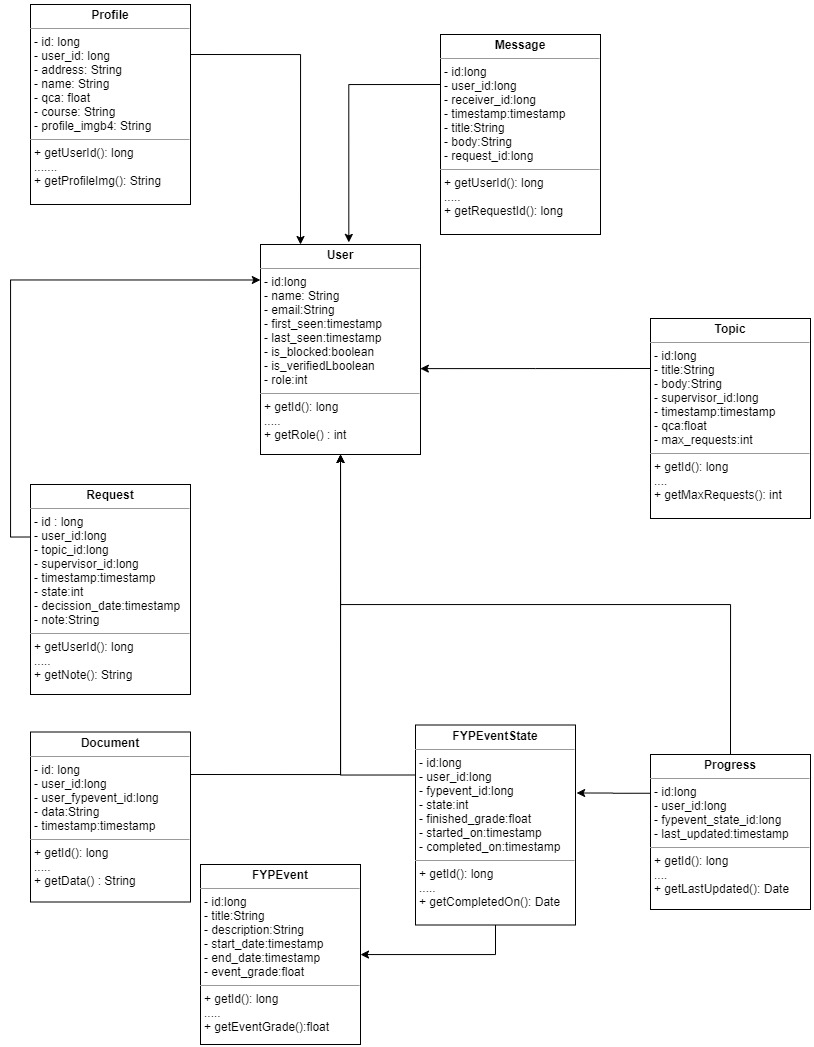 Profile
- id: long
- user_id: long
- address: String
- name: String
- qca: float
- course: String
- profile_imgb4: String
+ getUserId(): long
.......
+ getProfileImg(): String
Message
- id:long
- user_id:long
- receiver_id:long
- timestamp:timestamp
- title:String
- body:String
- request_id:long
+ getUserId(): long
.....
+ getRequestId(): long
User
- id:long
- name: String
- email:String
- first_seen:timestamp
- last_seen:timestamp
- is_blocked:boolean
- is_verifiedLboolean
- role:int
+ getId(): long
.....
+ getRole() : int
Topic
- id:long
- title:String
- body:String
- supervisor_id:long
- timestamp:timestamp
- qca:float
- max_requests:int
+ getId(): long
....
+ getMaxRequests(): int
Request
- id : long
- user_id:long
- topic_id:long
- supervisor_id:long
- timestamp:timestamp
- state:int
- decission_date:timestamp
- note:String
+ getUserId(): long
.....
+ getNote(): String
Document
- id: long
- user_id:long
- user_fypevent_id:long
- data:String
- timestamp:timestamp
+ getId(): long
.....
+ getData() : String
FYPEventState
- id:long
- user_id:long
- fypevent_id:long
- state:int
- finished_grade:float
- started_on:timestamp
- completed_on:timestamp
+ getId(): long
.....
+ getCompletedOn(): Date
Progress
- id:long
- user_id:long
- fypevent_state_id:long
- last_updated:timestamp
+ getId(): long
....
+ getLastUpdated(): Date
FYPEvent
- id:long
- title:String
- description:String
- start_date:timestamp
- end_date:timestamp
- event_grade:float
+ getId(): long
.....
+ getEventGrade():float